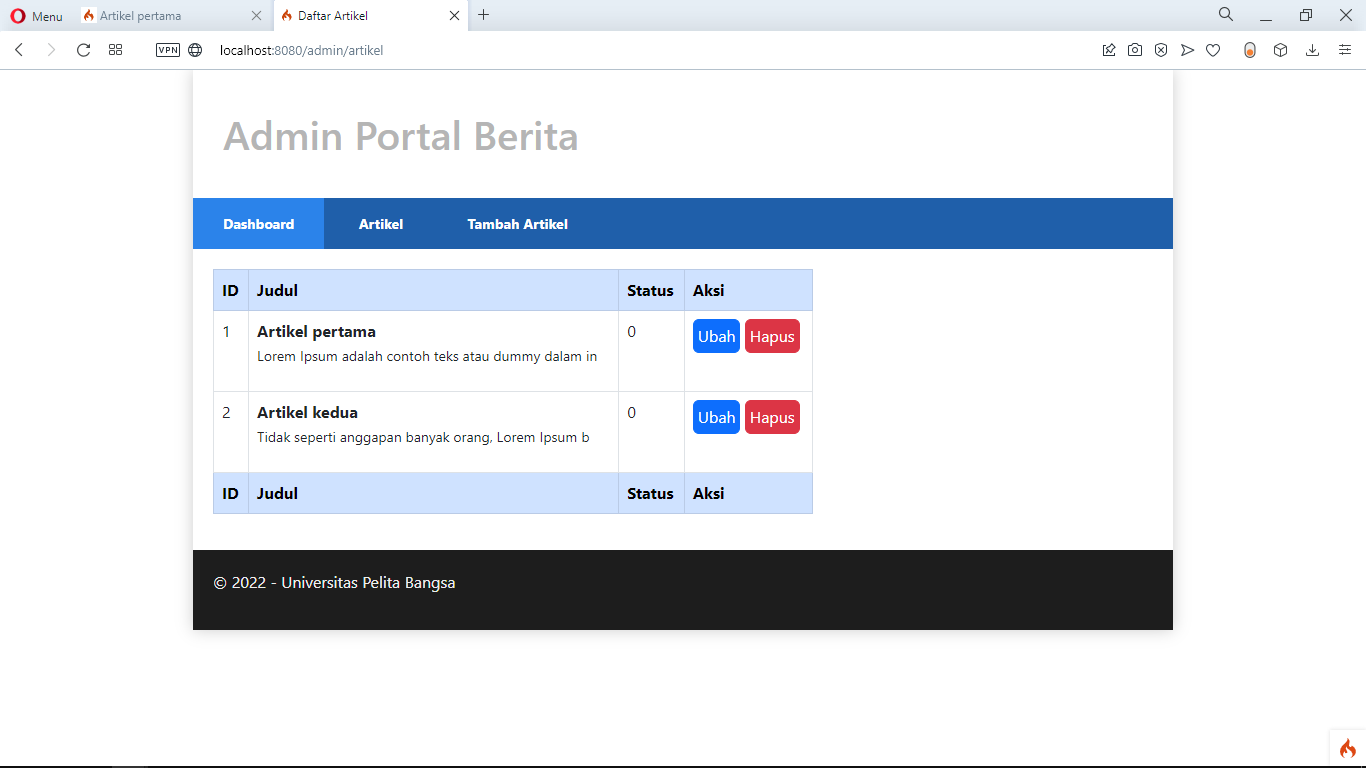 Menu
Artikel pertama
Daftar Artikel
VPN
localhost:8080/admin/artikel
Admin Portal Berita
Dashboard Artikel Tambah Artikel
ID Judul Status Aksi
1 Artikel pertama 0 Ubah Hapus
Lorem Ipsum adalah contoh teks atau dummy dalam in
2 Artikel kedua 0 Ubah Hapus
Tidak seperti anggapan banyak orang, Lorem Ipsum b
ID Judul Status Aksi
© 2022 - Universitas Pelita Bangsa